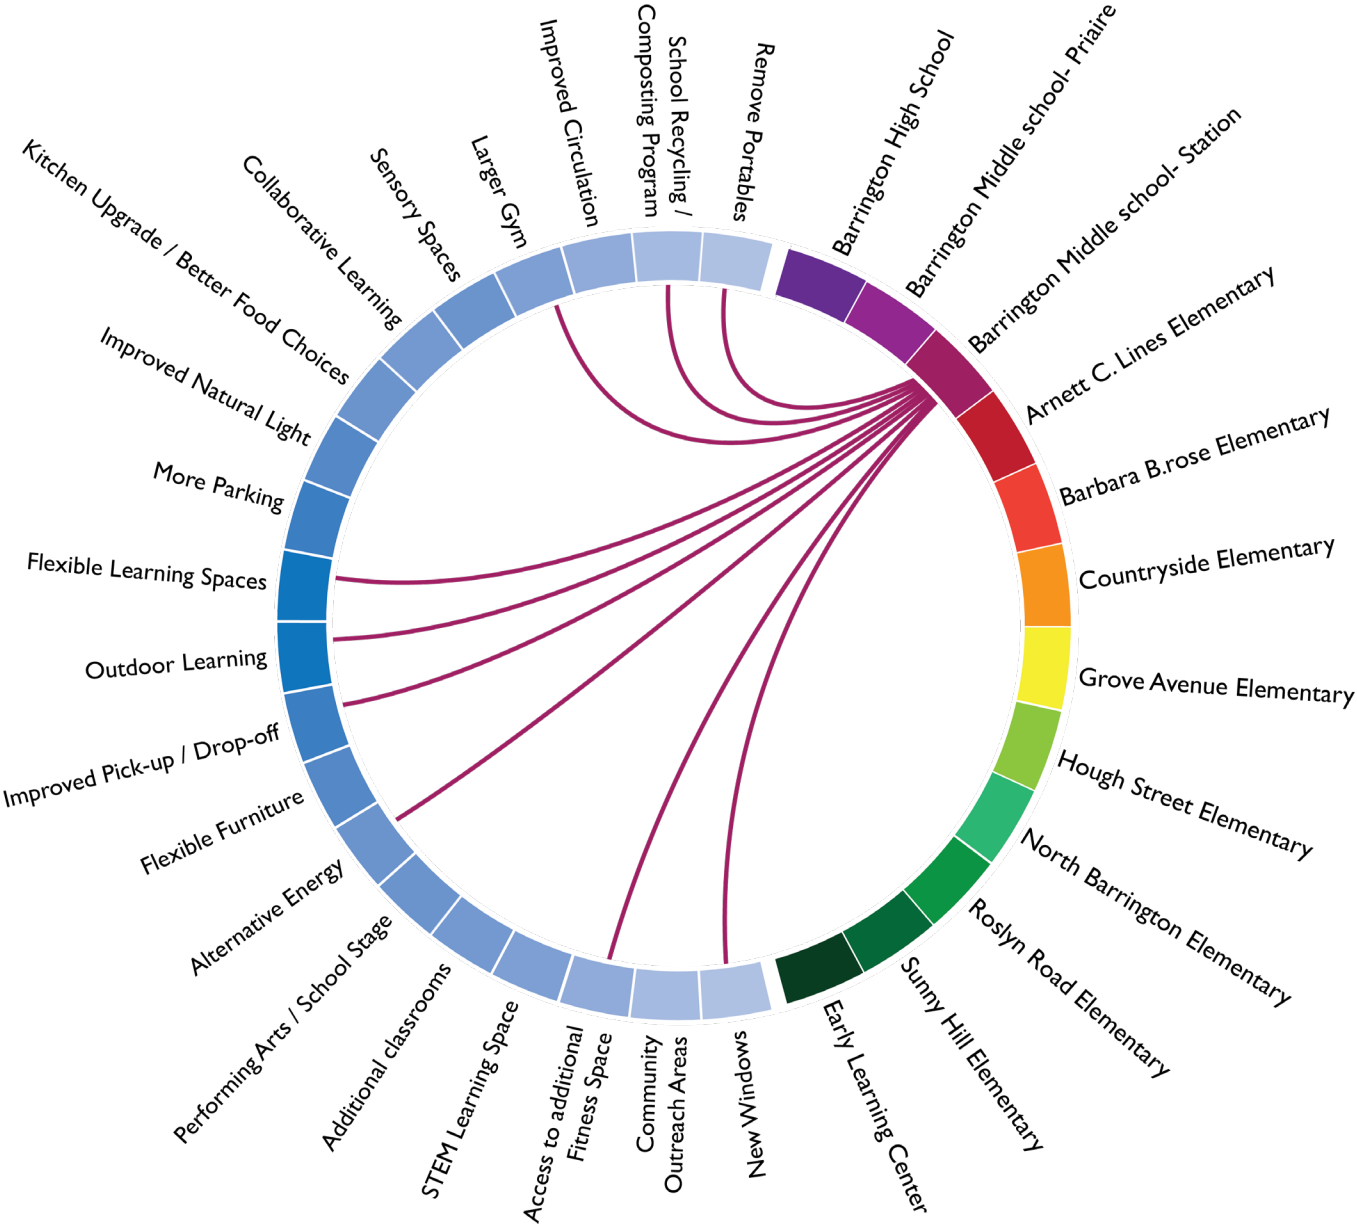 Remove Portables
School Recycling /
Composting Program
Improved Circulation
Larger Gym
Sensory Spaces
Collaborative Learning
Kitchen Upgrade / Better Food Choices
Improved Natural Light
More Parking
Flexible Learning Spaces
Outdoor Learning
Improved Pick-up / Drop-off
Flexible Furniture
Alternative Energy
Performing Arts / School Stage
Additional classrooms
STEM Learning Space
Access to additional
Fitness Space
Community
Outreach Areas
New Windows
Barrington High School
Barrington Middle school- Priaire
Barrington Middle school- Station
Arnett C. Lines Elementary
Barbara B.rose Elementary
Countryside Elementary
Grove Avenue Elementary
Hough Street Elementary
North Barrington Elementary
Roslyn Road Elementary
Sunny Hill Elementary
Early Learning Center